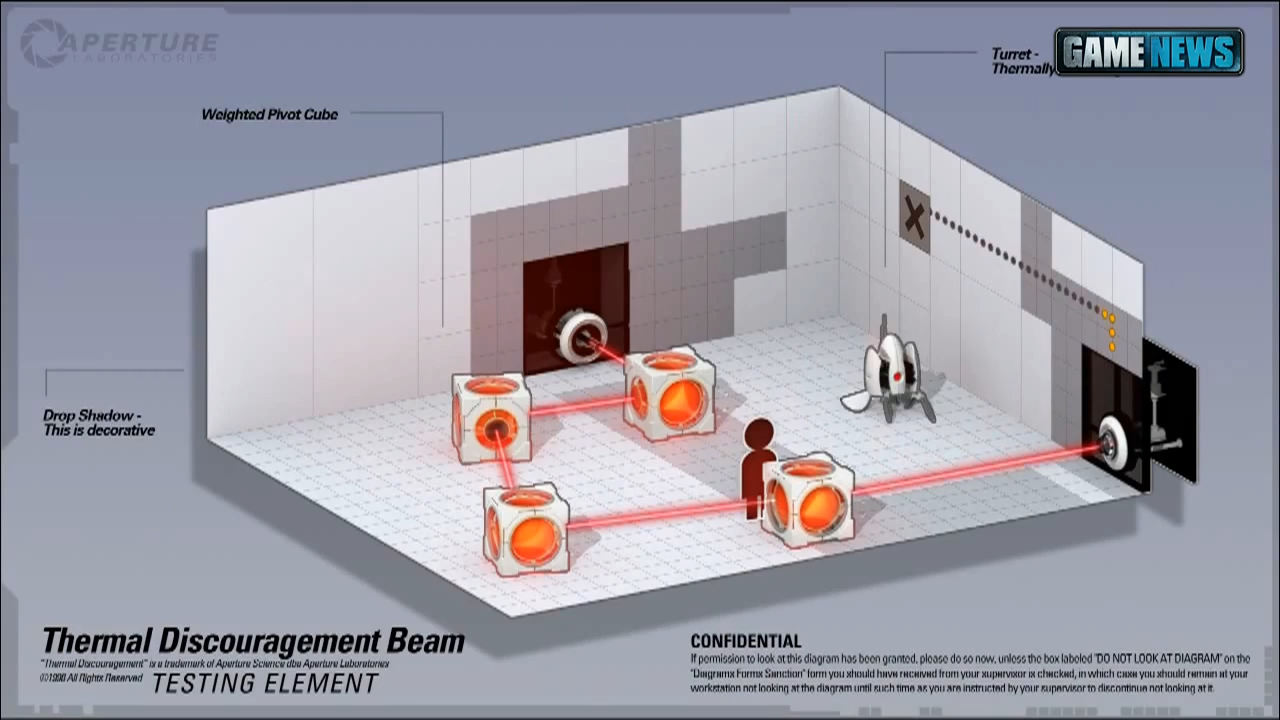 APERTURE
LABORATORIES
GAME NEWS
Turret -
Thermally
Weighted Pivot Cube
Drop Shadow -
This is decorative
Thermal Discouragement Beam
"Thermal Discouragement" is a trademark of Aperture Science dba Aperture Laboratories
©1998 All Rights Reserved
TESTING ELEMENT
CONFIDENTIAL
If permission to look at this diagram has been granted, please do so now, unless the box labeled "DO NOT LOOK AT DIAGRAM" on the
"Diagrams Forms Sanction" form you should have received from your supervisor is checked, in which case you should remain at your
workstation not looking at the diagram until such time as you are instructed by your supervisor to discontinue not looking at it.